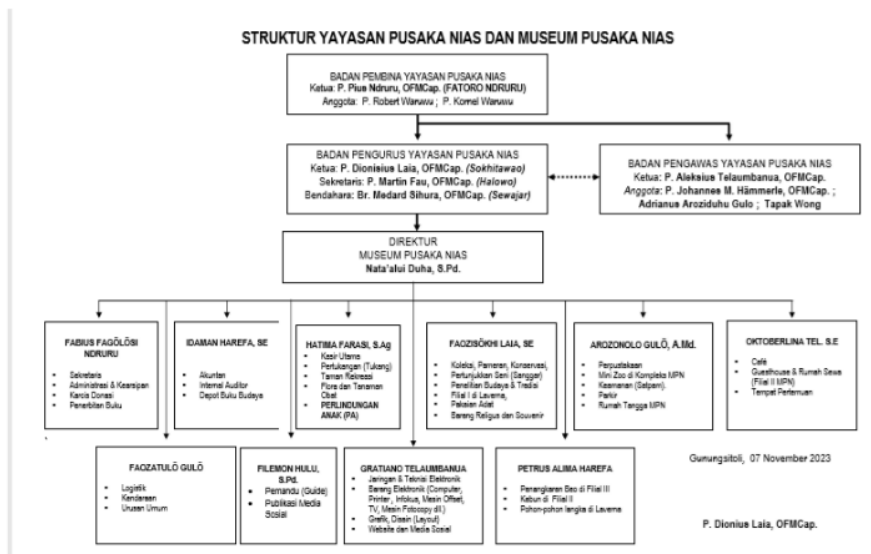 STRUKTUR YAYASAN PUSAKA NIAS DAN MUSEUM PUSAKA NIAS
BADAN PEMBINA YAYASAN PUSAKA NIAS
Ketua: P. Pius Ndruru, OFMCap. (FATORO NDRURU)
Anggota: P. Robert Waruwu ; P. Kornel Waruwu
BADAN PENGURUS YAYASAN PUSAKA NIAS
Ketua: P. Dionisius Laia, OFMCap. (Sokhitawao)
Sekretaris: P. Martin Fau, OFMCap. (Halowo)
Bendahara: Br. Medard Sihura, OFMCap. (Sewajar)
BADAN PENGAWAS YAYASAN PUSAKA NIAS
Ketua: P. Aleksius Telaumbanua, OFMCap.
Anggota: P. Johannes M. Hämmerle, OFMCap. ;
Adrianus Aroziduhu Gulo ; Tapak Wong
DIREKTUR
MUSEUM PUSAKA NIAS
Nata'alui Duha, S.Pd.
FABIUS FAGÖLÖSI
NDRURU
• Sekretaris
• Administrasi & Kearsipan
• Karcis Donasi
• Penerbitan Buku
IDAMAN HAREFA, SE
• Akuntan
• Internal Auditor
• Depot Buku Budaya
HATIMA FARASI, S.Ag
• Kasir Utama
• Pertukangan (Tukang)
• Taman Rekreasi
• Flora dan Tanaman
Obat
• PERLINDUNGAN
ANAK (PA)
FAOZISÖKHI LAIA, SE
• Koleksi, Pameran, Konservasi,
• Pertunjukkan Seni (Sanggar)
• Penelitian Budaya & Tradisi
• Filial I di Laverna,
• Pakaian Adat
• Barang Religus dan Souvenir
AROZONOLO GULÖ, A.Md.
• Perpustakaan
• Mini Zoo di Kompleks MPN
• Keamanan (Satpam).
• Parkir
• Rumah Tangga MPN
OKTOBERLINA TEL. S.E
• Café
• Guesthouse & Rumah Sewa
(Filial II MPN)
• Tempat Pertemuan
FAOZATULÖ GULÖ
• Logistik
• Kendaraan
• Urusan Umum
FILEMON HULU,
S.Pd.
• Pemandu (Guide)
• Publikasi Media
Sosial
GRATIANO TELAUMBANUA
• Jaringan & Teknisi Elektronik
• Barang Elektronik (Computer,
Printer , Infokus, Mesin Offset,
TV, Mesin Fotocopy dll.)
• Grafik, Disain (Layout)
• Website dan Media Sosial
PETRUS ALIMA HAREFA
• Penangkaran Beo di Filial III
• Kebun di Filial II
• Pohon-pohon langka di Laverna
Gunungsitoli, 07 November 2023
P. Dionius Laia, OFMCap.